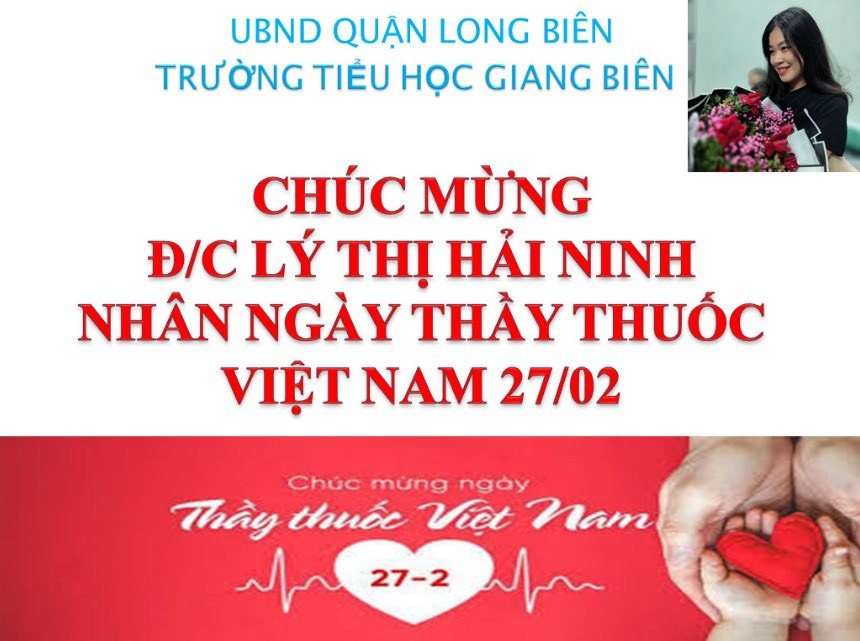 UBND QUẬN LONG BIÊN
TRƯỜNG TIỂU HỌC GIANG BIÊN
CHÚC MỪNG
Đ/C LÝ THỊ HẢI NINH
NHÂN NGÀY THẦY THUỐC
VIỆT NAM 27/02
Chúc mừng ngày
Thầy thuốc Việt Nam
27-2